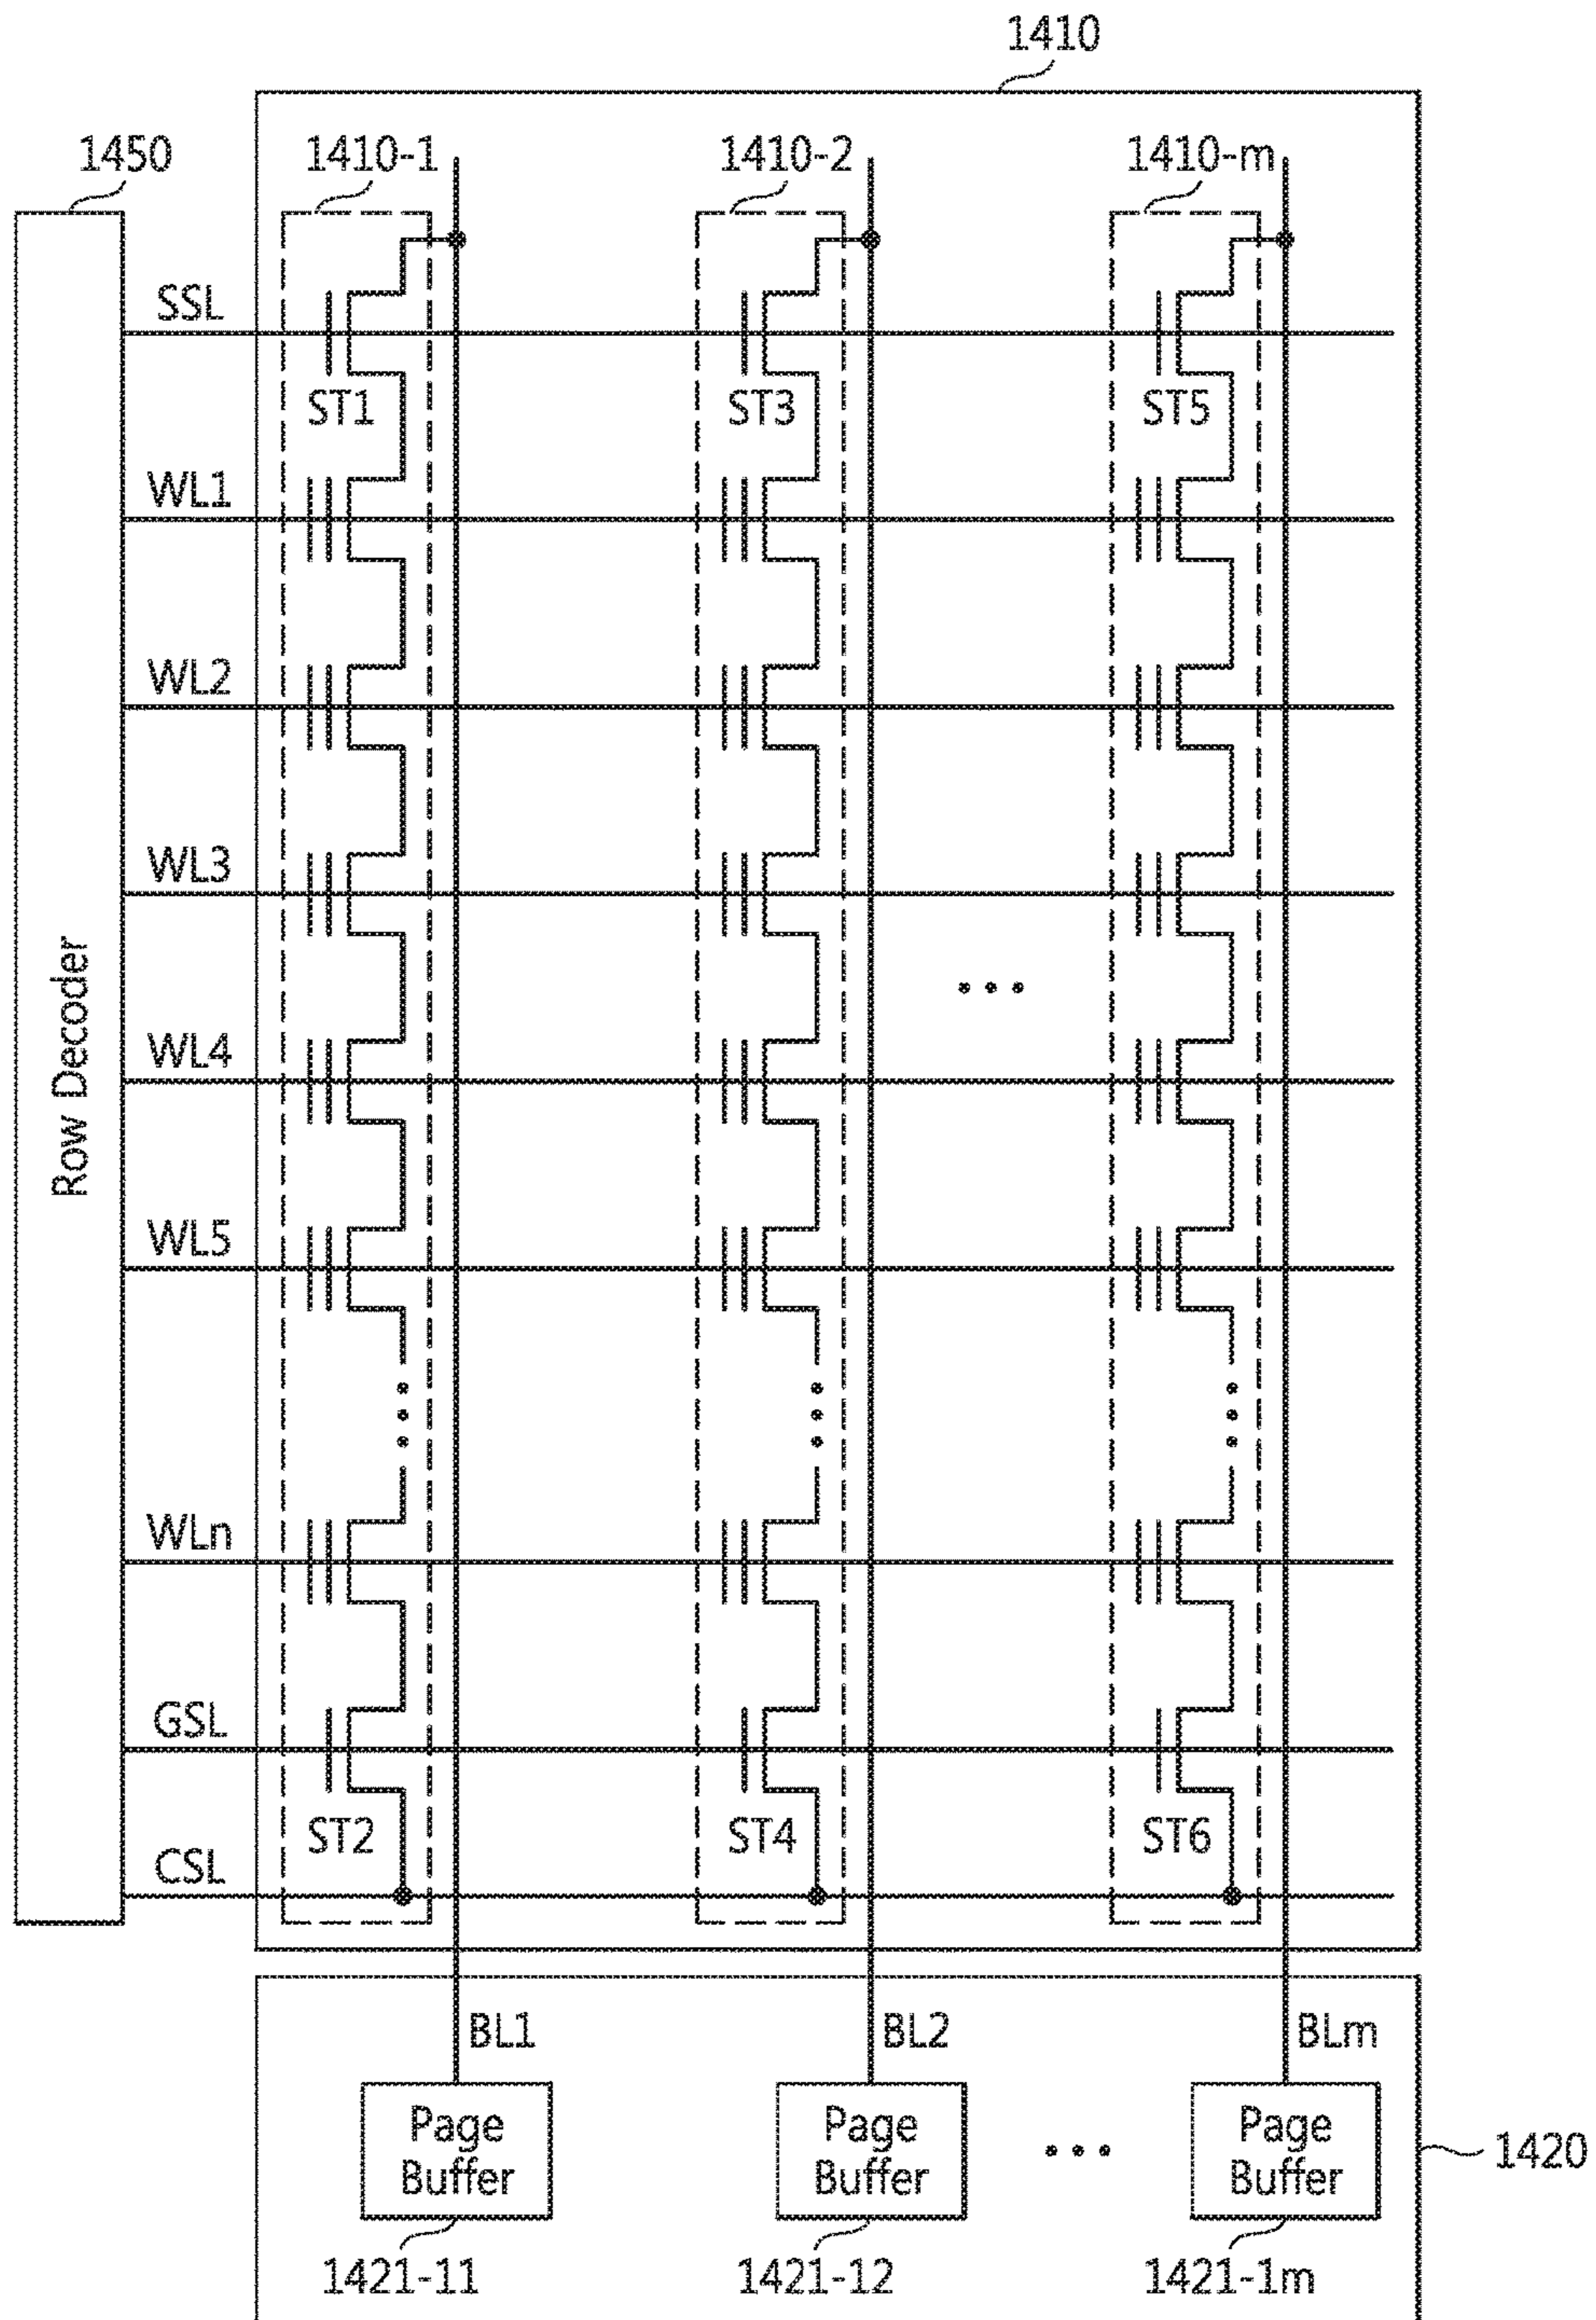 1410
1450
1410-1
1410-2
1410-m
SSL
ST1
ST3
ST5
WL1
WL2
WL3
WL4
WL5
Row Decoder
WLn
GSL
ST2
ST4
ST6
CSL
BL1
BL2
BLm
Page
Buffer
Page
Buffer
Page
Buffer
1420
1421-11
1421-12
1421-1m